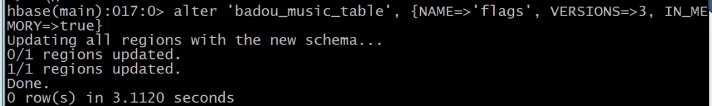 hbase(main):017:0> alter 'badou_music_table', {NAME=>'flags', VERSIONS=>3, IN_ME
MORY=>true}
Updating all regions with the new schema...
0/1 regions updated.
1/1 regions updated.
Done.
0 row(s) in 3.1120 seconds